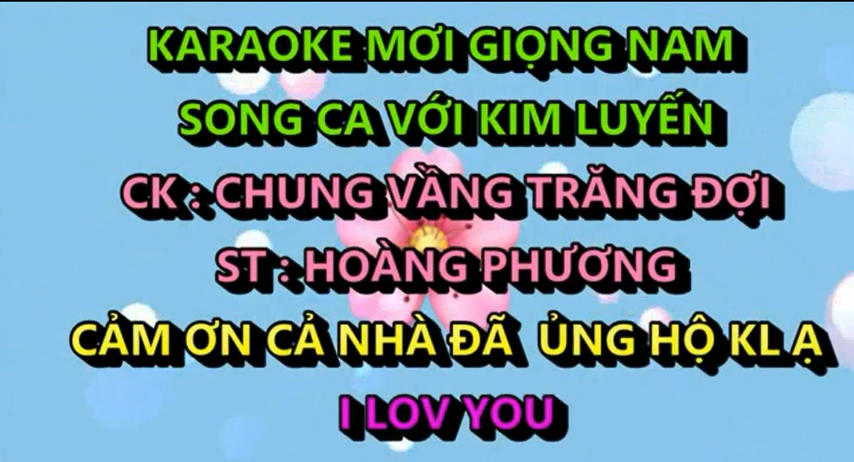 KARAOKE MƠI GIỌNG NAM
SONG CA VỚI KIM LUYẾN
CK : CHUNG VẦNG TRĂNG ĐỢI
ST : HOÀNG PHƯƠNG
CẢM ƠN CẢ NHÀ ĐÃ ỦNG HỘ KL Ạ
I LOV YOU